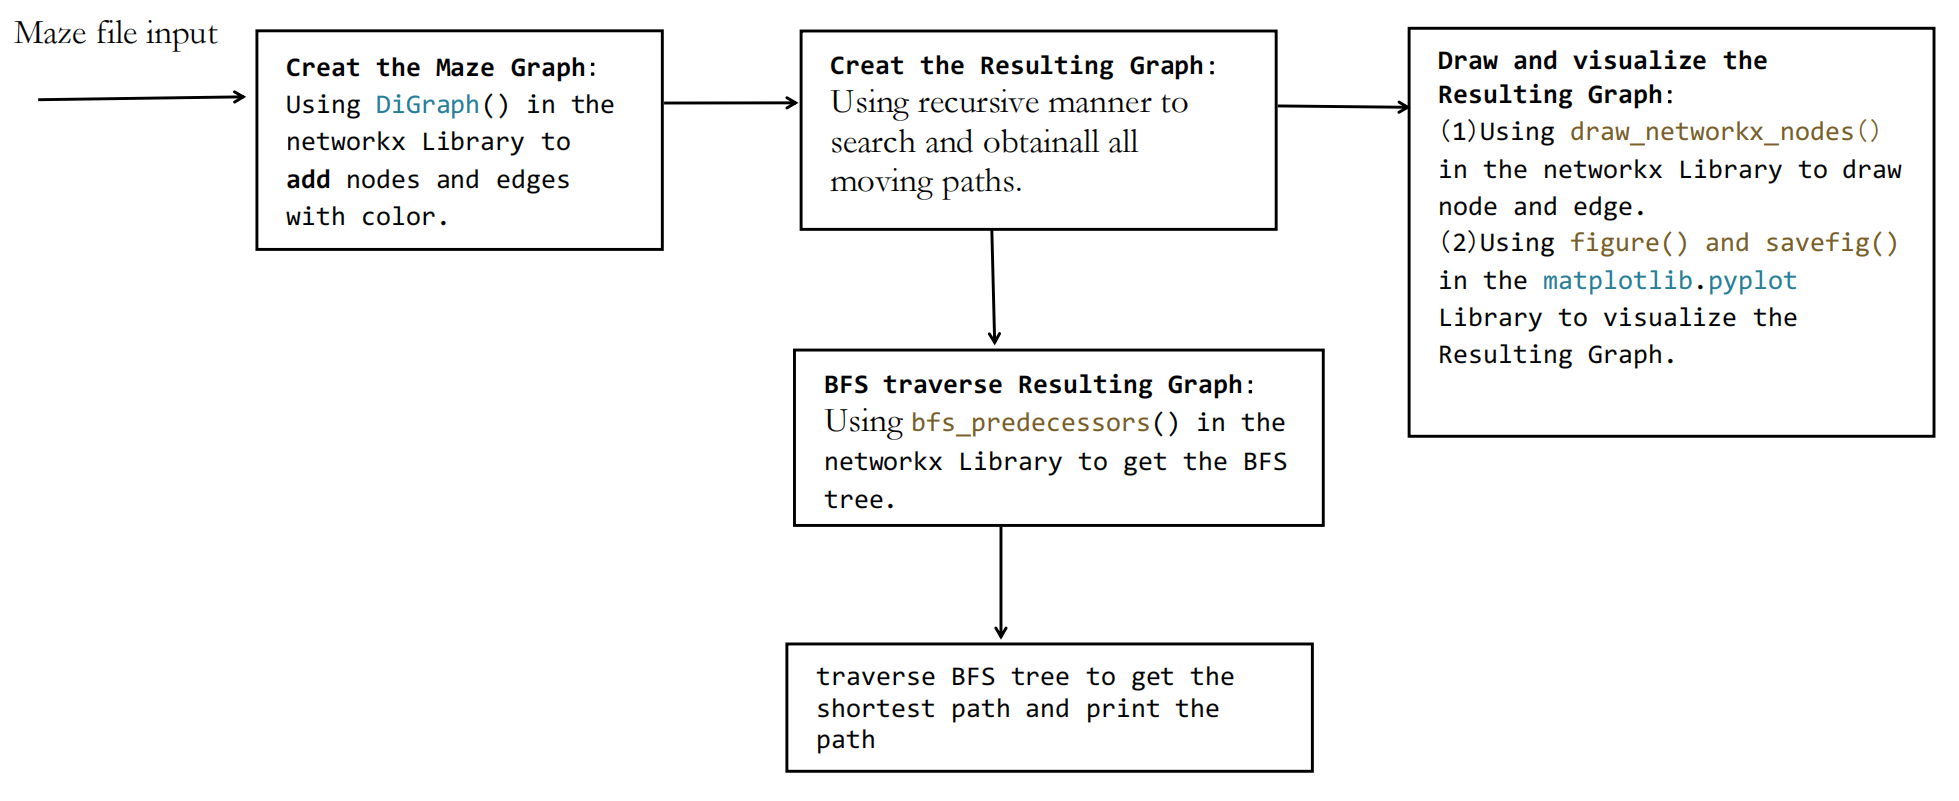 Maze file input
Creat the Maze Graph:
Using DiGraph() in the
networkx Library to
add nodes and edges
with color.
Creat the Resulting Graph:
Using recursive manner to
search and obtainall all
moving paths.
Draw and visualize the
Resulting Graph:
(1)Using draw_networkx_nodes()
in the networkx Library to draw
node and edge.
(2)Using figure() and savefig()
in the matplotlib.pyplot
Library to visualize the
Resulting Graph.
BFS traverse Resulting Graph:
Using bfs_predecessors() in the
networkx Library to get the BFS
tree.
traverse BFS tree to get the
shortest path and print the
path